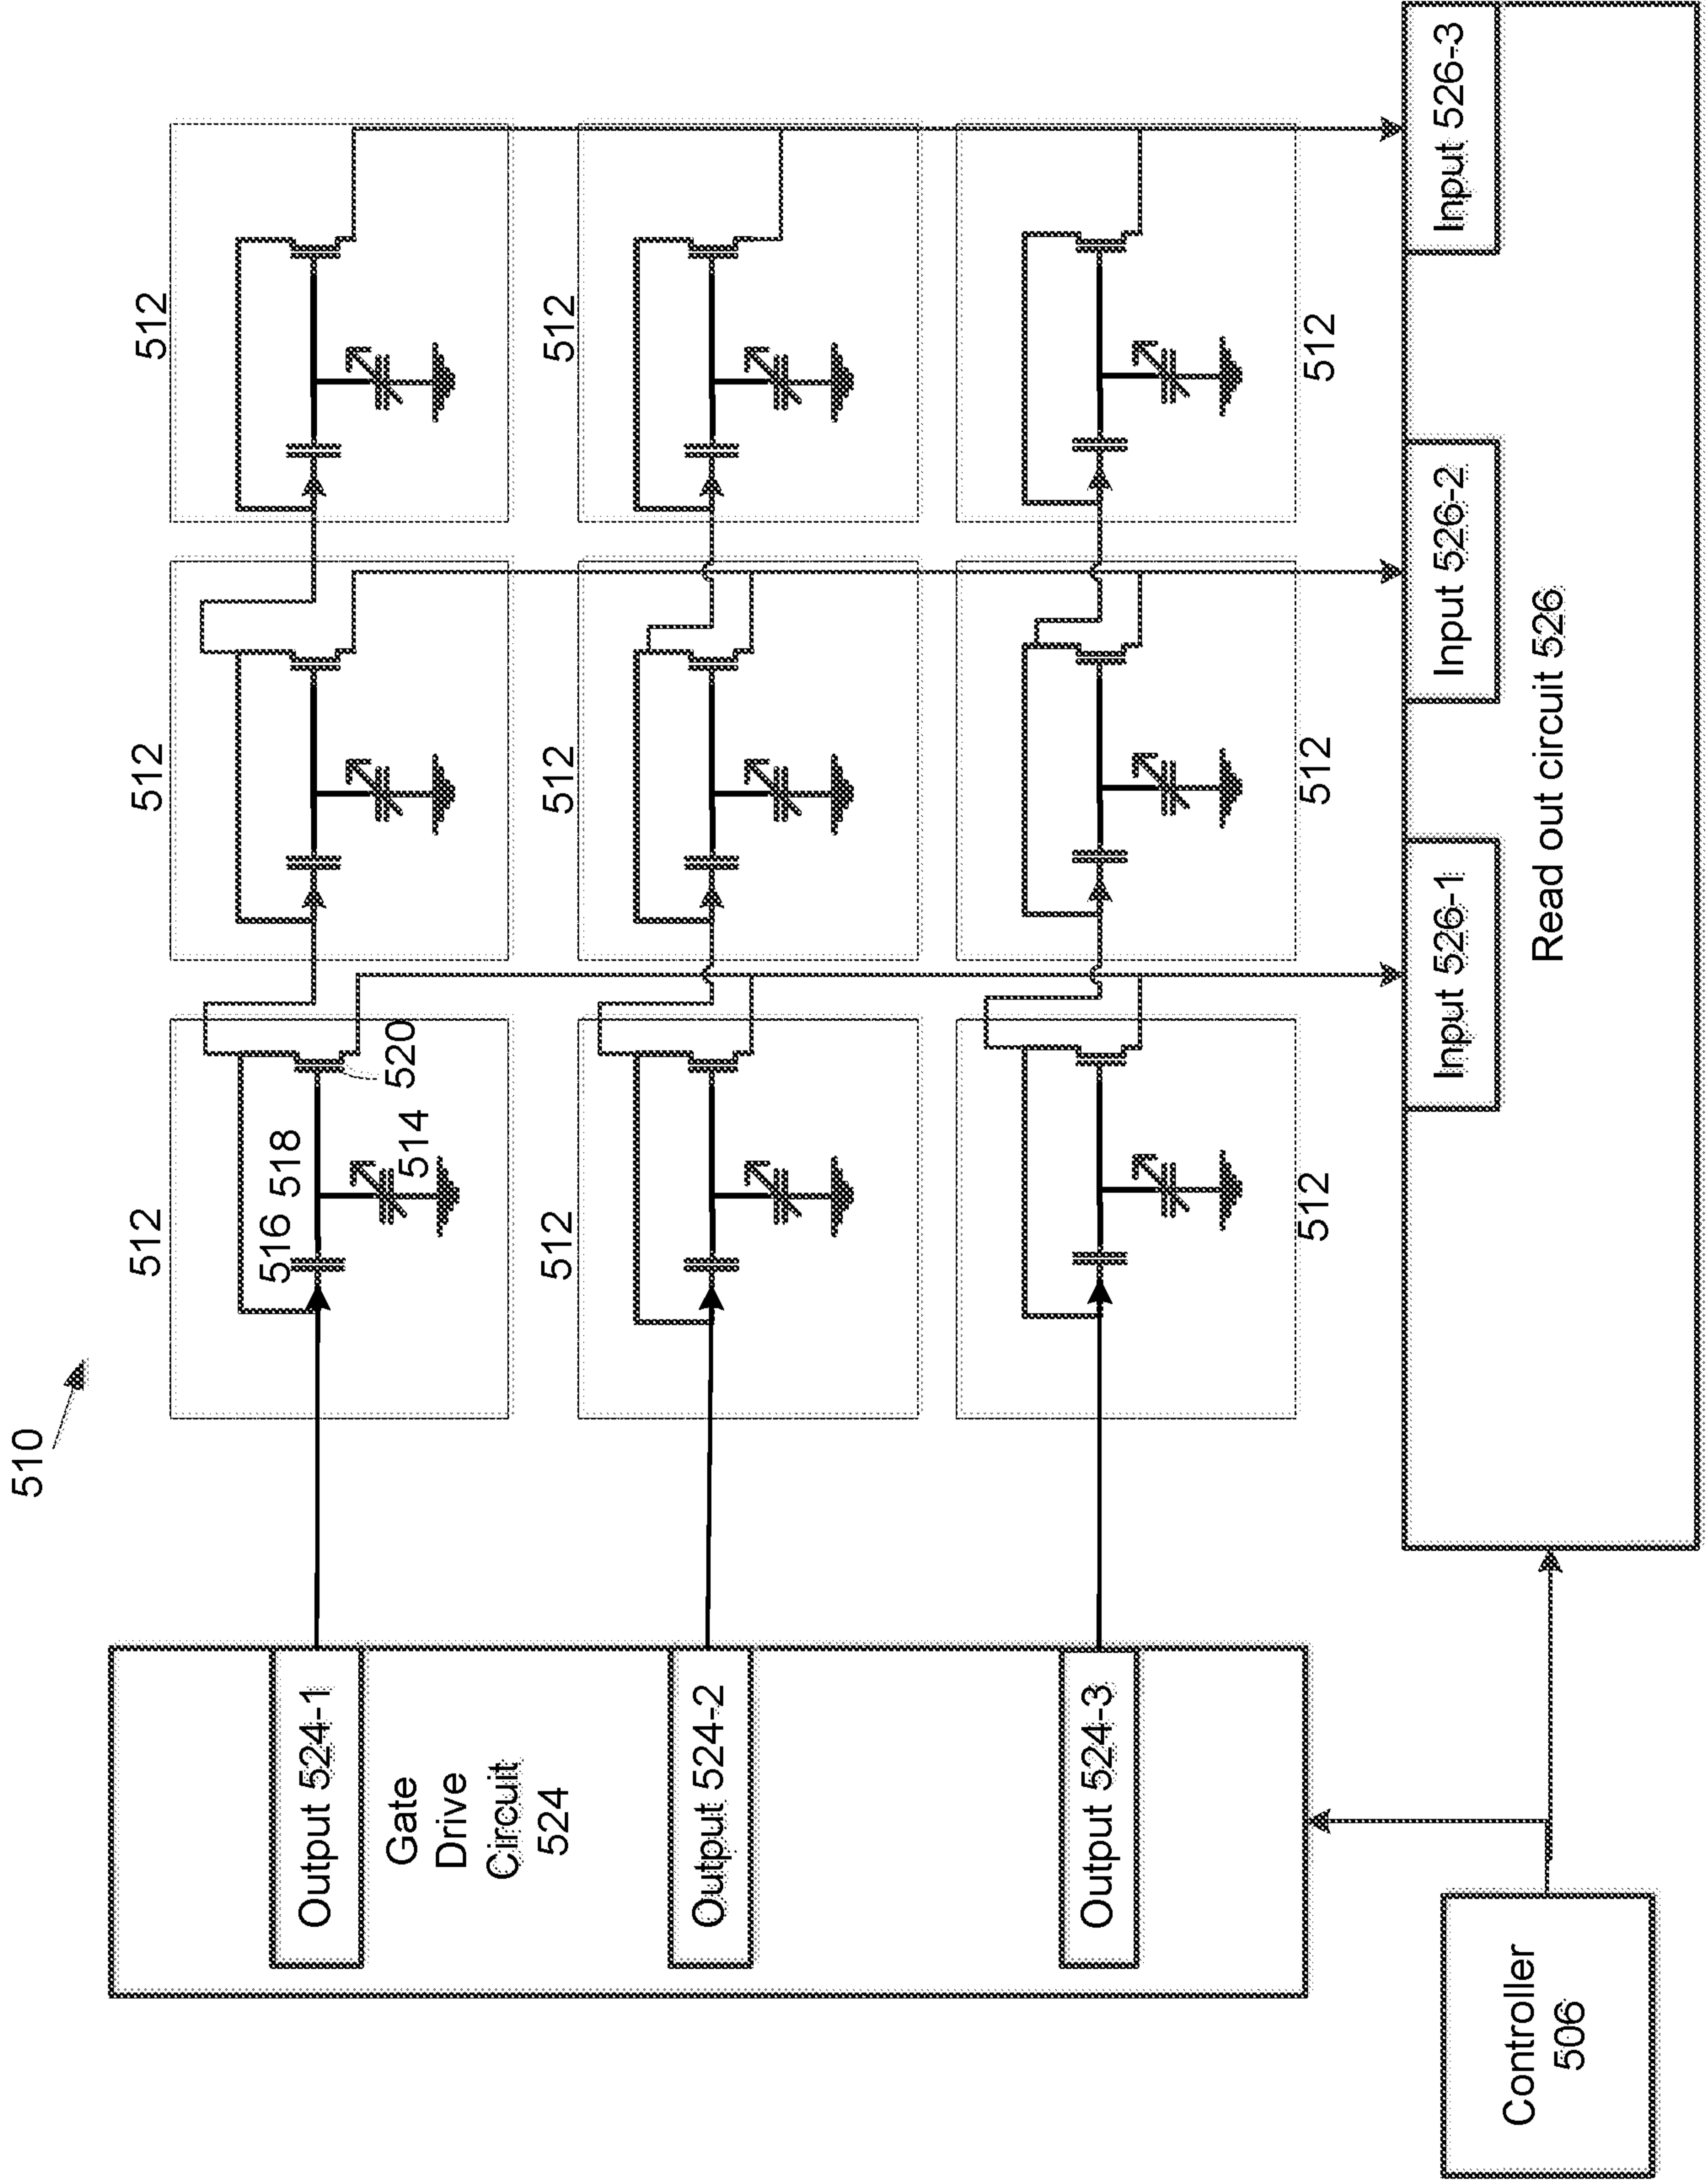 510
512
512
512
516
518
Output 524-1
520
514
Gate
Drive
Circuit
524
512
512
512
Output 524-2
Output 524-3
512
512
512
Input 526-1
Input 526-2
Input 526-3
Controller
506
Read out circuit 526